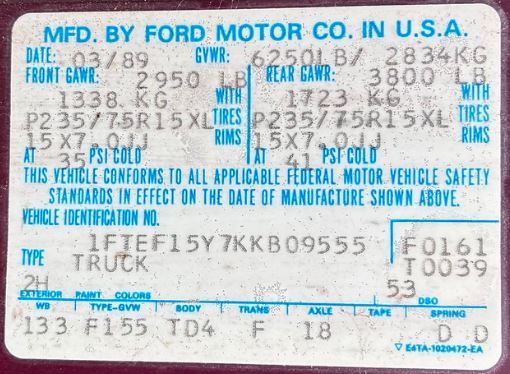 MFD. BY FORD MOTOR CO. IN U.S.A.
DATE: 03/89 GVWR: 6250LB/ 2834KG
FRONT GAWR: 2950 LB REAR GAWR: 3800 LB
1338 KG WITH 1723 KG WITH
P235/75R15XL TIRES P235/75R15XL TIRES
15X7.0JJ RIMS 15X7.0JJ RIMS
AT 35 PSI COLD AT 41 PSI COLD
THIS VEHICLE CONFORMS TO ALL APPLICABLE FEDERAL MOTOR VEHICLE SAFETY
STANDARDS IN EFFECT ON THE DATE OF MANUFACTURE SHOWN ABOVE.
VEHICLE IDENTIFICATION NO.
1FTEF15Y7KKB09555 F0161
TYPE TRUCK T0039
2H 53
EXTERIOR PAINT COLORS DSO
WB TYPE-GVW BODY TRANS AXLE TAPE SPRING
133 F155 TD4 F 18 D D
▽ E4TA-1020472-EA